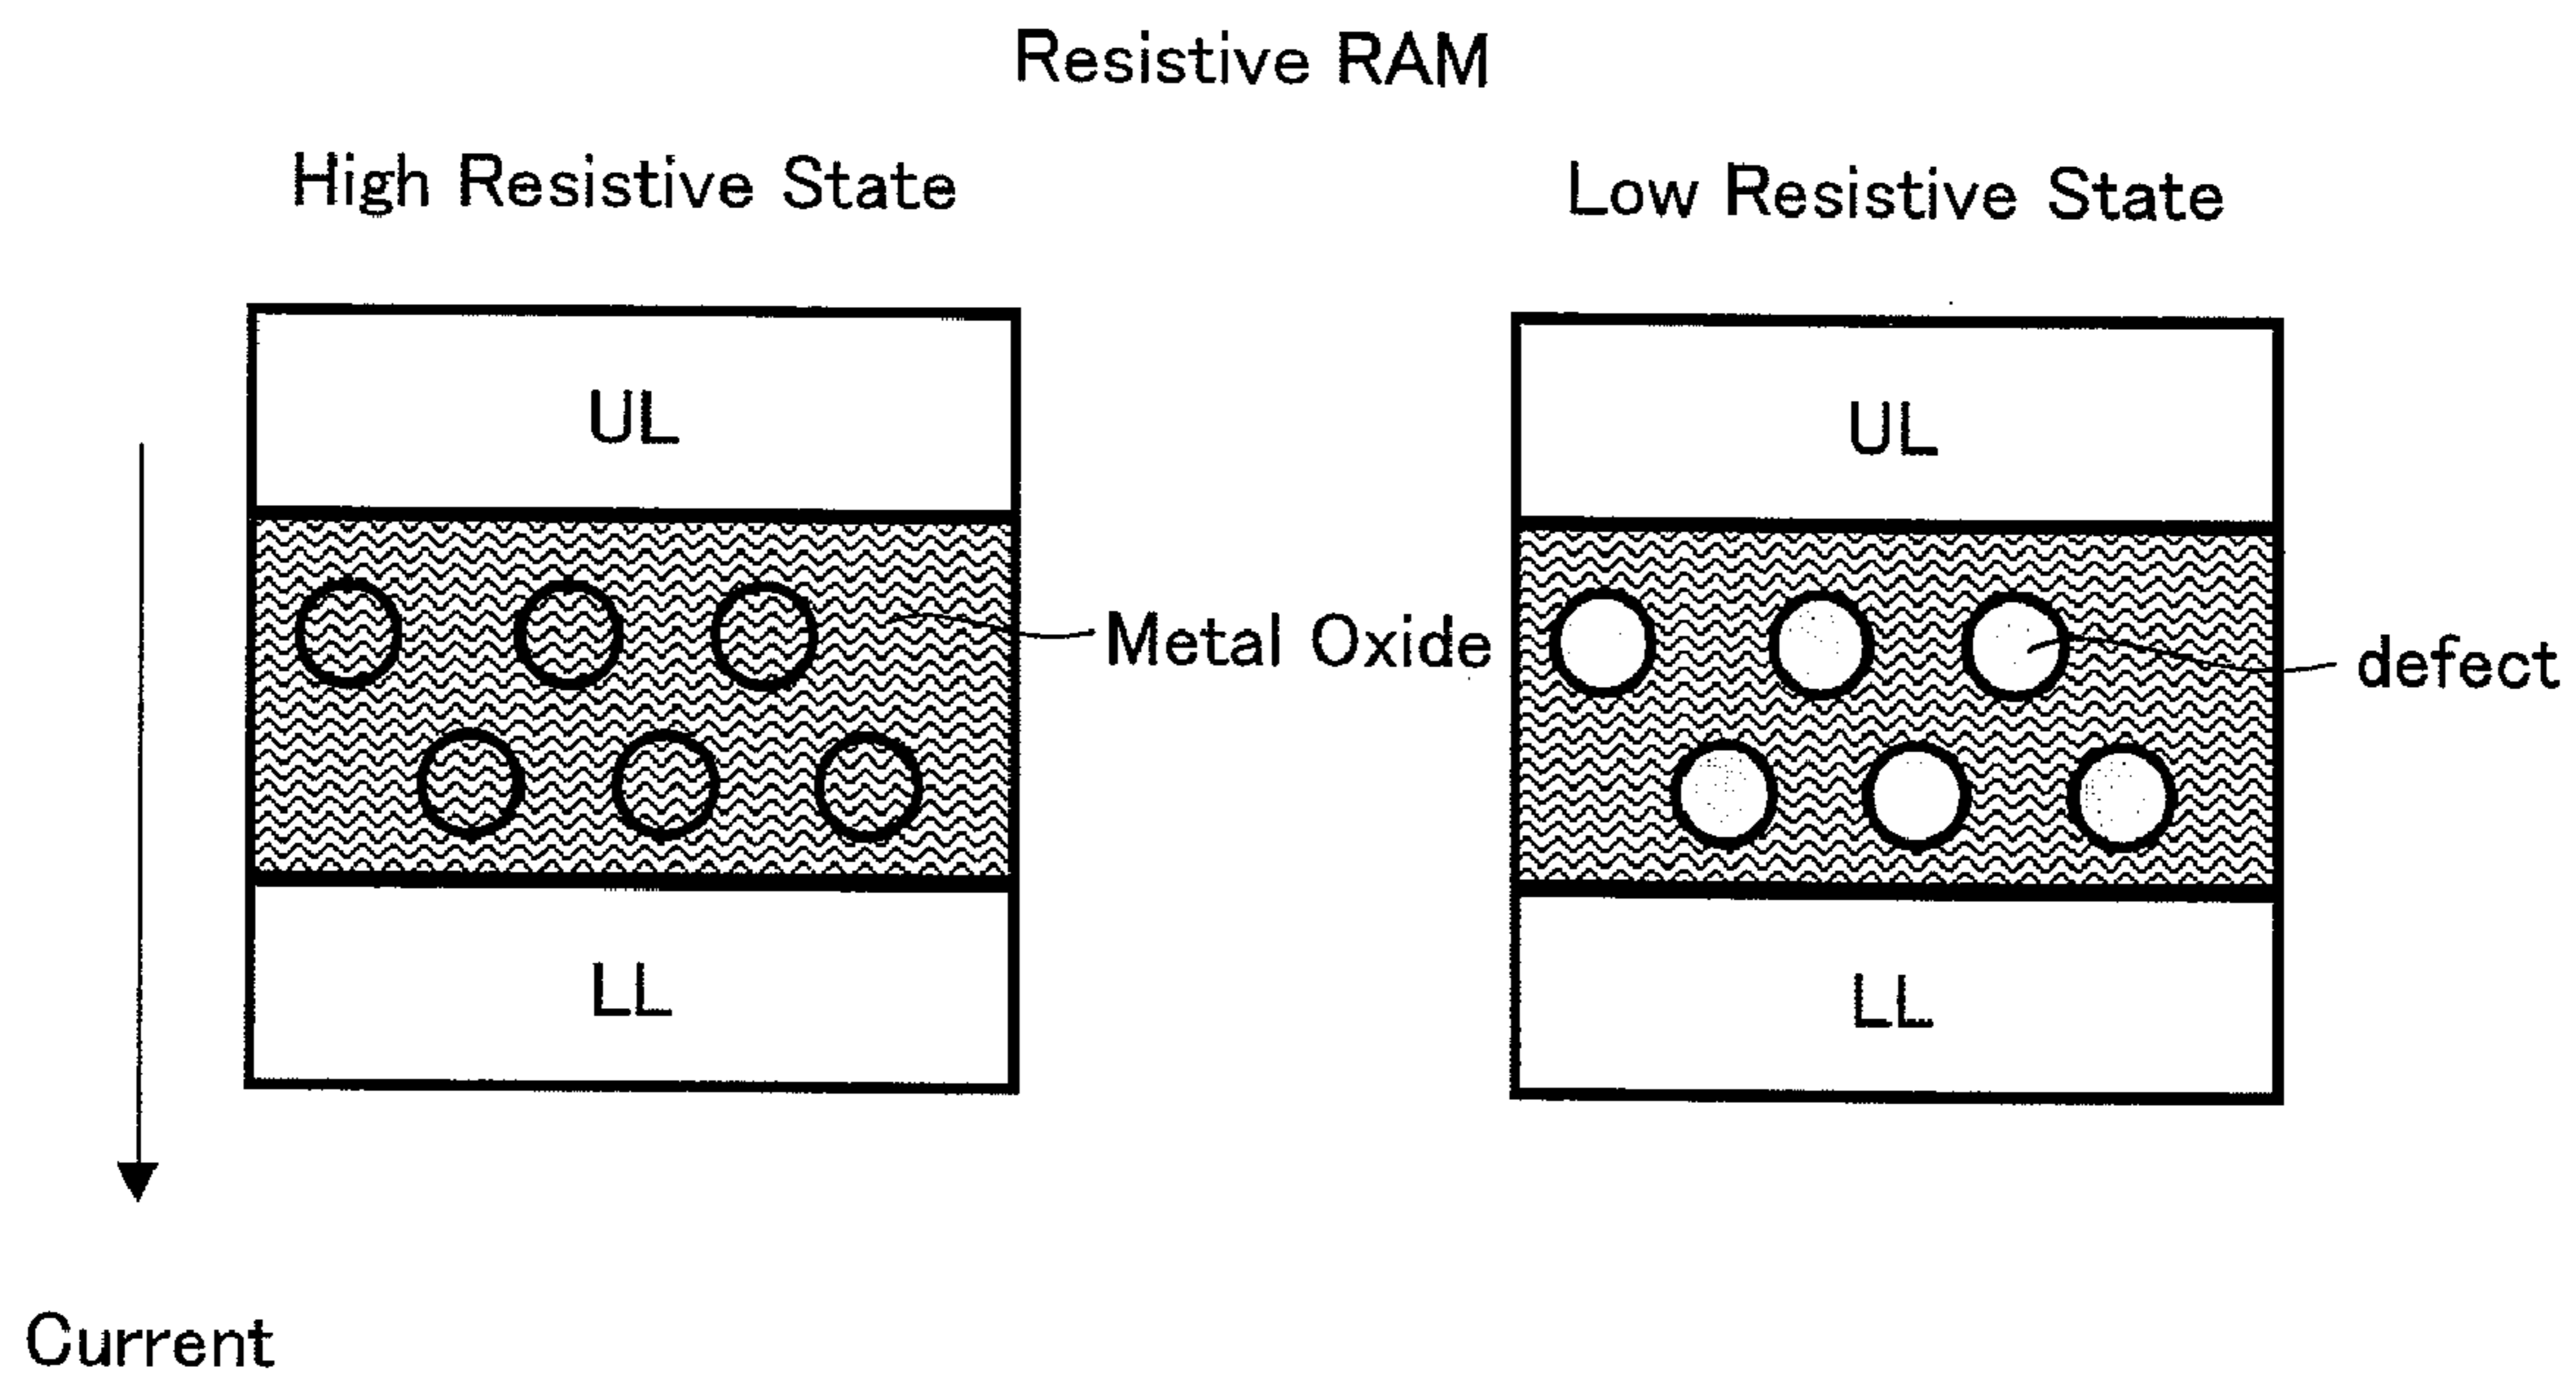 Resistive RAM
High Resistive State
Low Resistive State
UL
UL
Metal Oxide
defect
LL
LL
Current